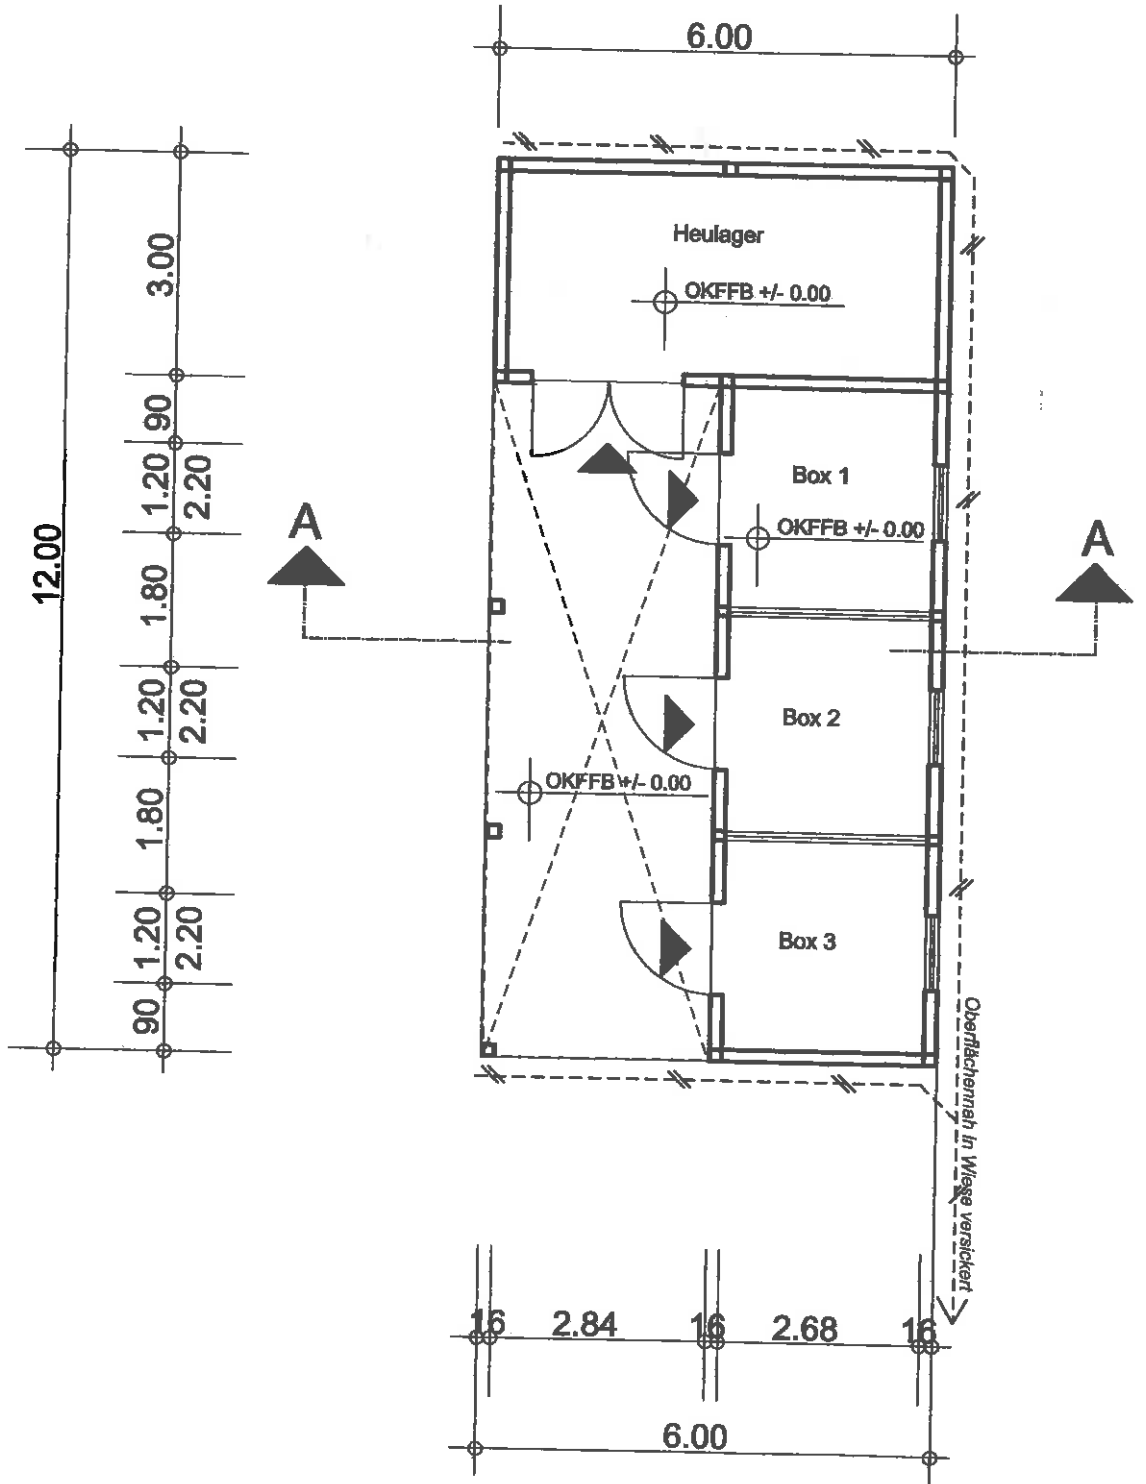 6.00
Heulager
OKFFB +/- 0.00
3.00
90
1.20
2.20
1.80
1.20
2.20
1.80
1.20
2.20
90
12.00
Box 1
OKFFB +/- 0.00
A
A
Box 2
OKFFB +/- 0.00
Box 3
Oberflächennah in Wiese versickert
16 2.84 16 2.68 16
6.00